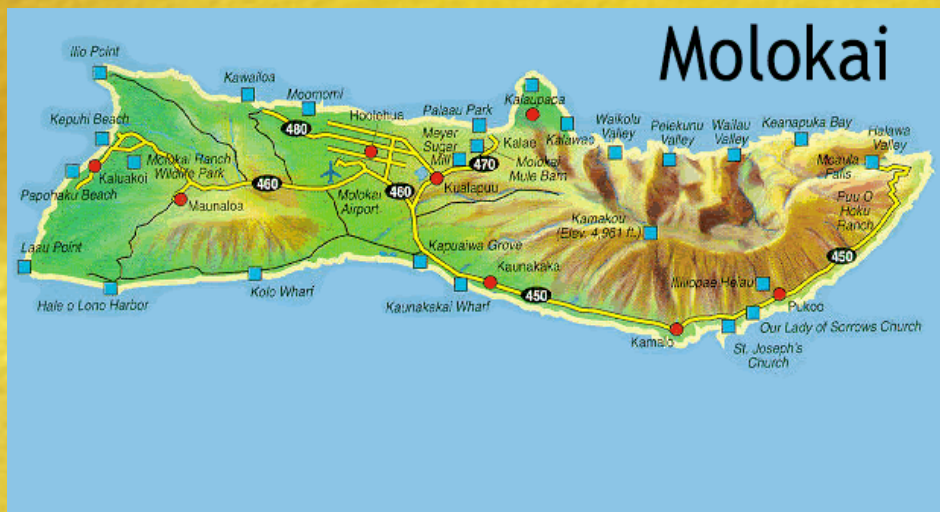 Molokai
Ilio Point
Kawailoa
Moomomi
Hoolehua
Palaau Park
Kalaupapa
Kepuhi Beach
480
Meyer
Sugar
Mill
Kalae
Kalawao
Waikolu
Valley
Pelekunu
Valley
Wailau
Valley
Keanapuka Bay
Halawa
Valley
Molokai Ranch
Wildlife Park
Kaluakoi
470
Molokai
Mule Barn
Moaula
Falls
Papohaku Beach
460
Molokai
Airport
460
Kualapuu
Maunaloa
Puu O
Hoku
Ranch
Kamakou
(Elev. 4,961 ft.)
Laau Point
Kapuaiwa Grove
450
Kaunakaka
Hale o Lono Harbor
Kolo Wharf
Kaunakakai Wharf
450
Illiliopae Heiau
Pukoo
Our Lady of Sorrows Church
Kamalo
St. Joseph's
Church